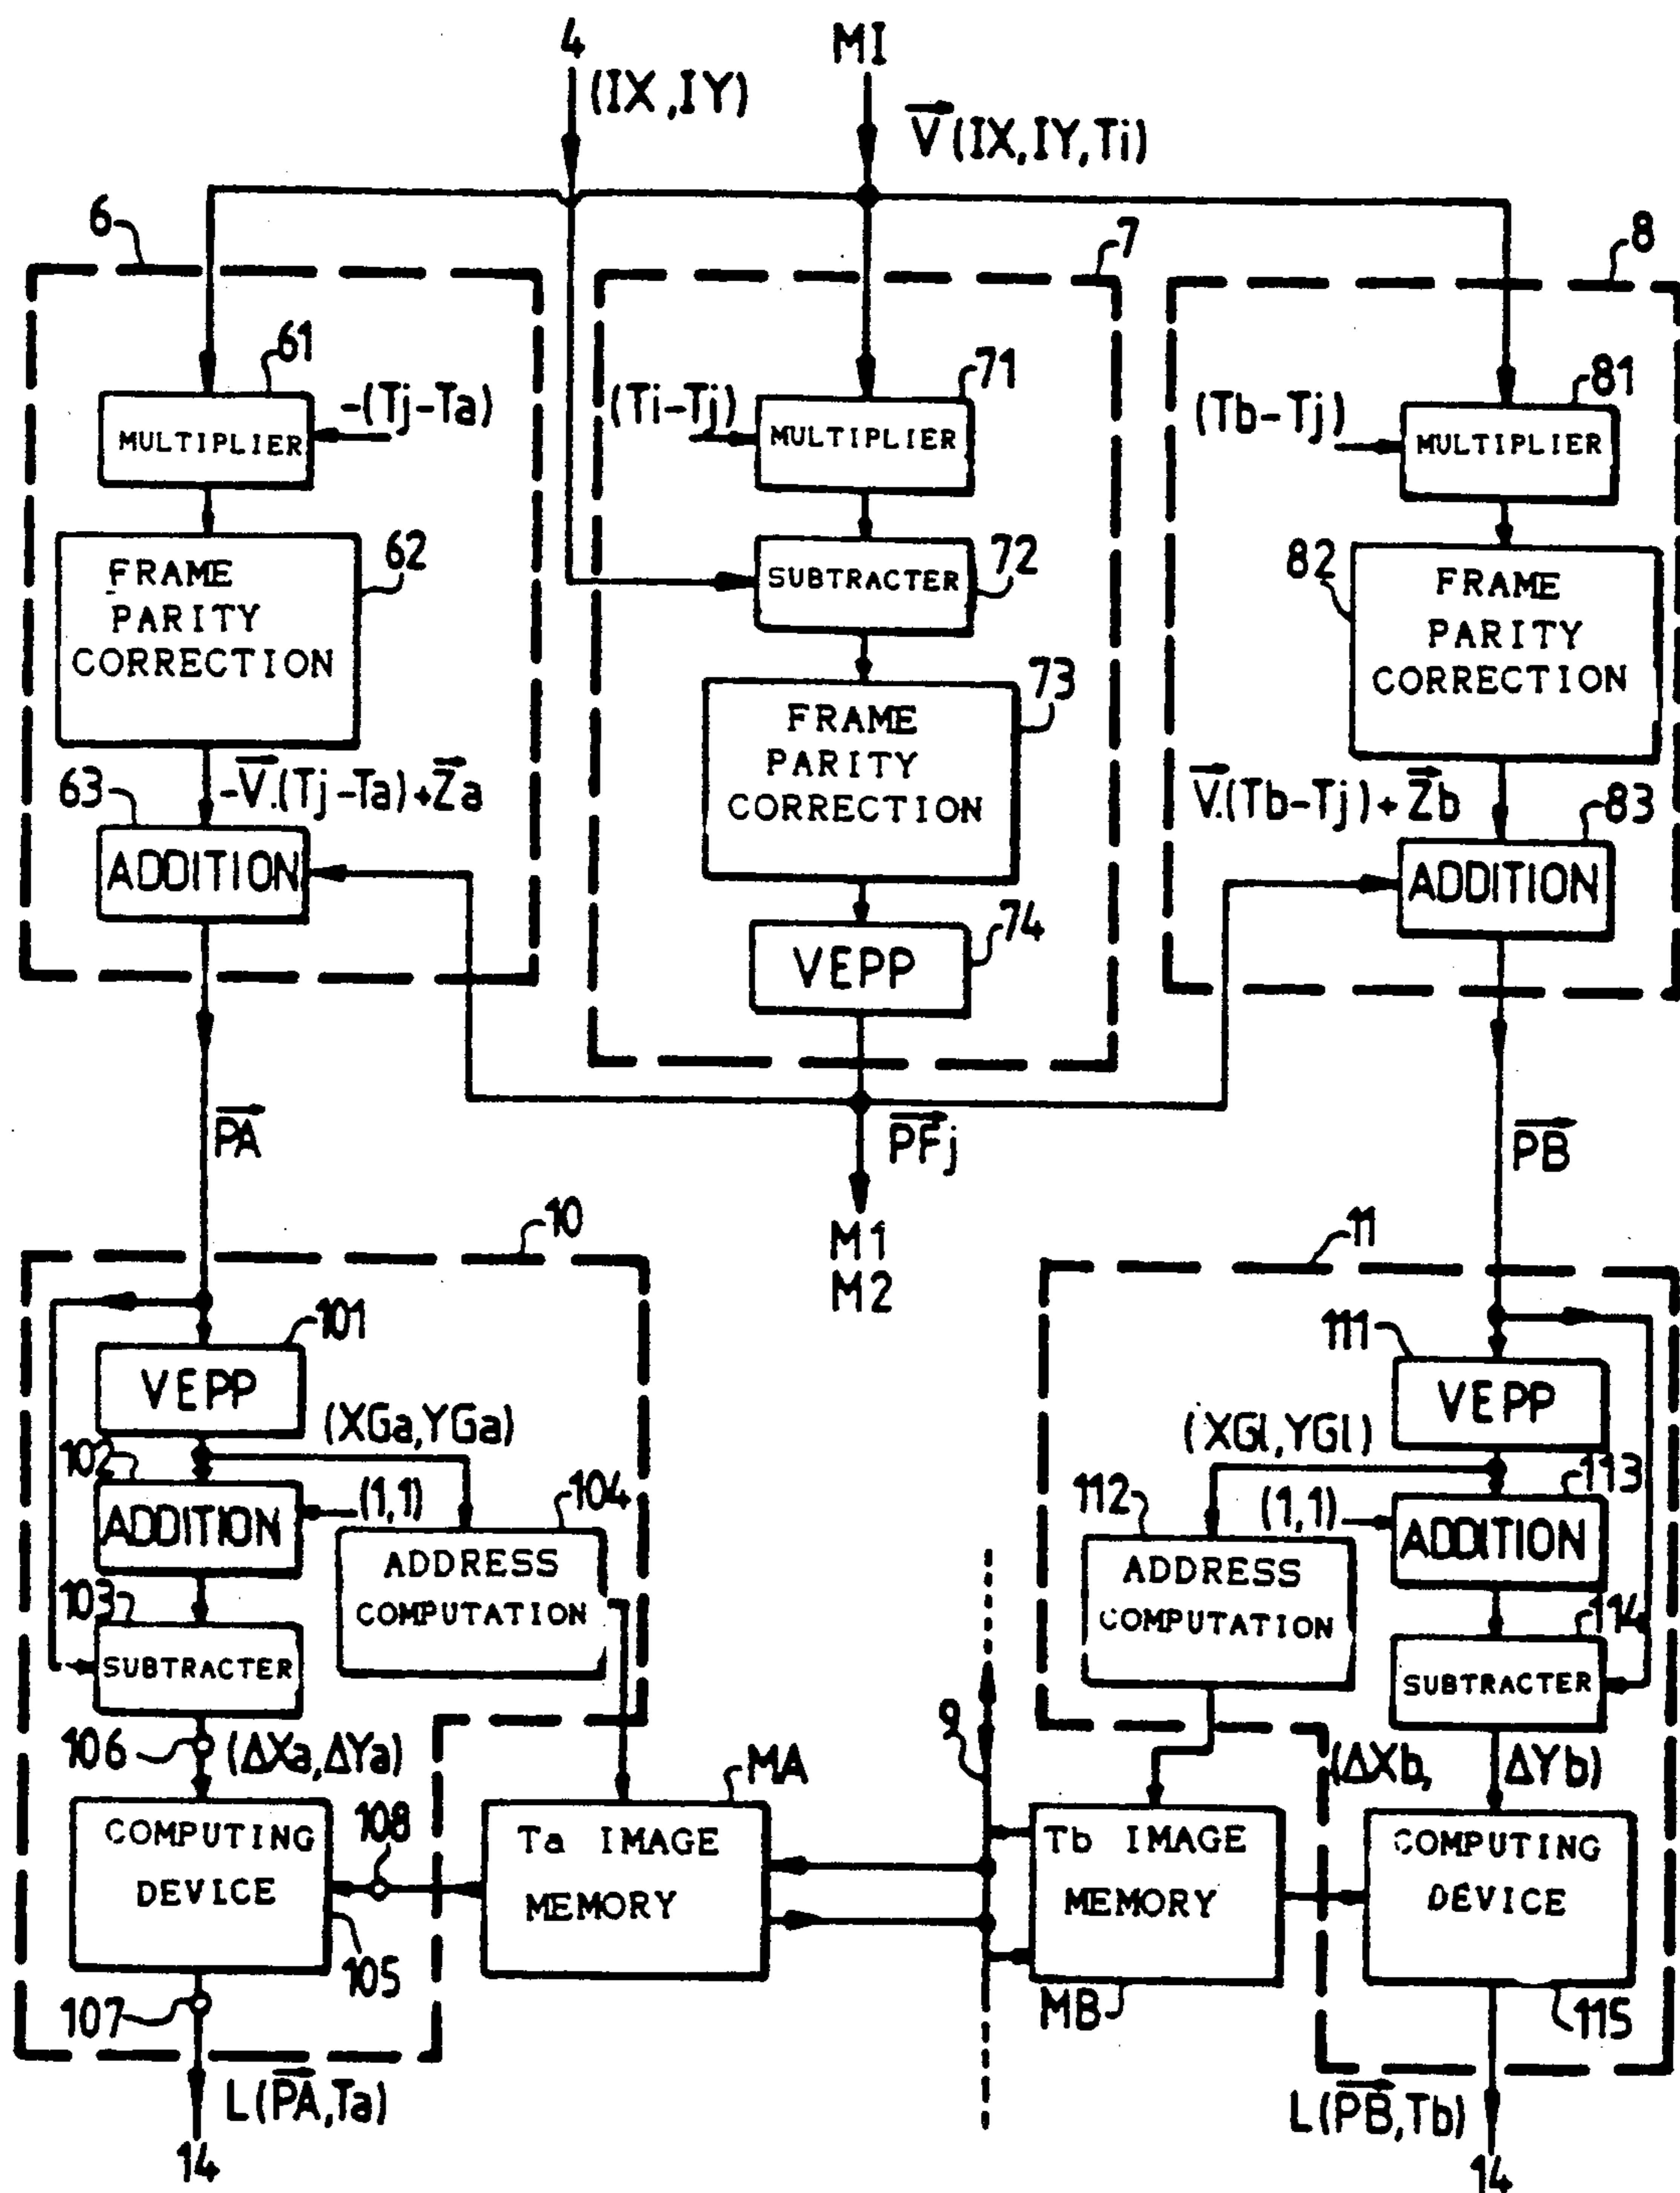 4
MI
(IX,IY)
V(IX,IY,Ti)
6
7
8
61
-(Tj-Ta)
MULTIPLIER
(Ti-Tj)
71
MULTIPLIER
(Tb-Tj)
81
MULTIPLIER
62
FRAME
PARITY
CORRECTION
72
SUBTRACTER
82
FRAME
PARITY
CORRECTION
73
FRAME
PARITY
CORRECTION
63
-V.(Tj-Ta)+Za
ADDITION
V.(Tb-Tj)+Zb
83
ADDITION
74
VEPP
PA
PFj
PB
M1
M2
10
11
101
VEPP
111
VEPP
(XGa,YGa)
(XGl,YGl)
102
ADDITION
(1,1)
104
ADDRESS
COMPUTATION
112
ADDRESS
COMPUTATION
(1,1)
113
ADDITION
103
SUBTRACTER
114
SUBTRACTER
106
(ΔXa,ΔYa)
9
(ΔXb,
ΔYb)
COMPUTING
DEVICE
108
MA
Ta IMAGE
MEMORY
Tb IMAGE
MEMORY
COMPUTING
DEVICE
105
107
MB
115
L(PA,Ta)
14
L(PB,Tb)
14